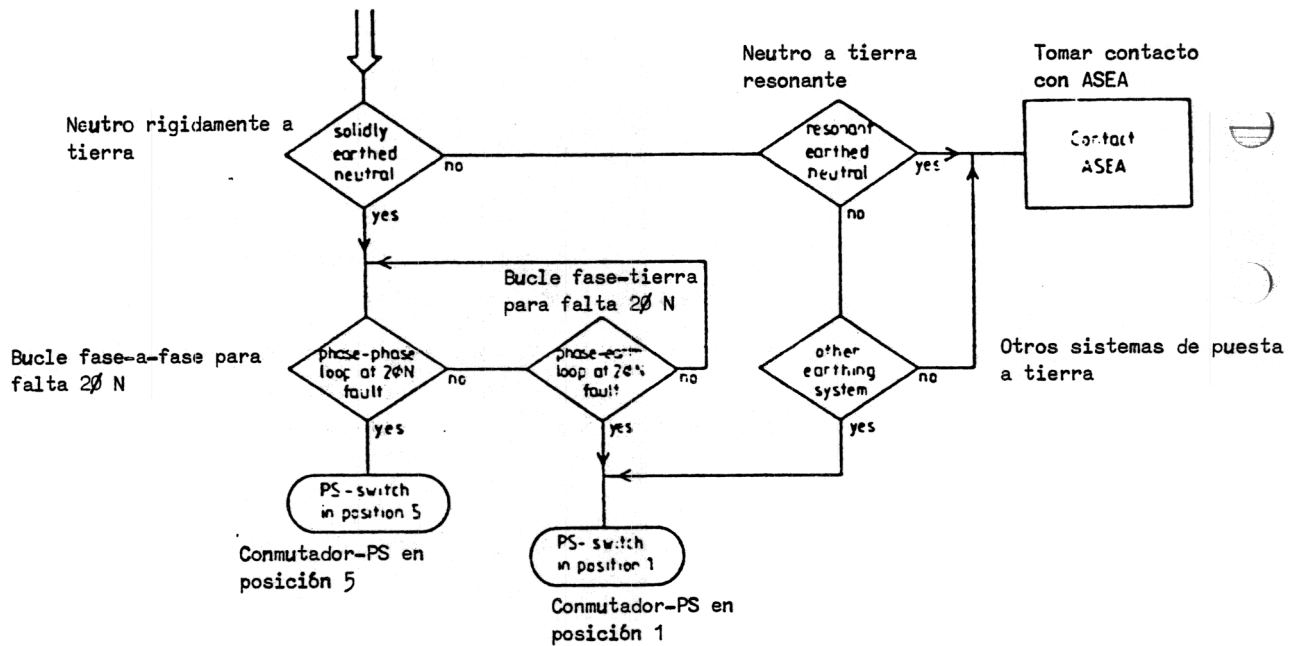 Neutro a tierra
resonante
Tomar contacto
con ASEA
Neutro rigidamente a
tierra
solidly
earthed
neutral
no
yes
resonant
earthed
neutral
yes
no
Contact
ASEA
Bucle fase-tierra
para falta 2Ø N
Bucle fase-a-fase para
falta 2Ø N
phase-phase
loop at 2ΦN
fault
no
yes
phase-earth
loop at
fault
no
yes
other
earthing
system
no
yes
Otros sistemas de puesta
a tierra
PS-switch
in position 5
Conmutador-PS en
posición 5
PS-switch
in position 1
Conmutador-PS en
posición 1